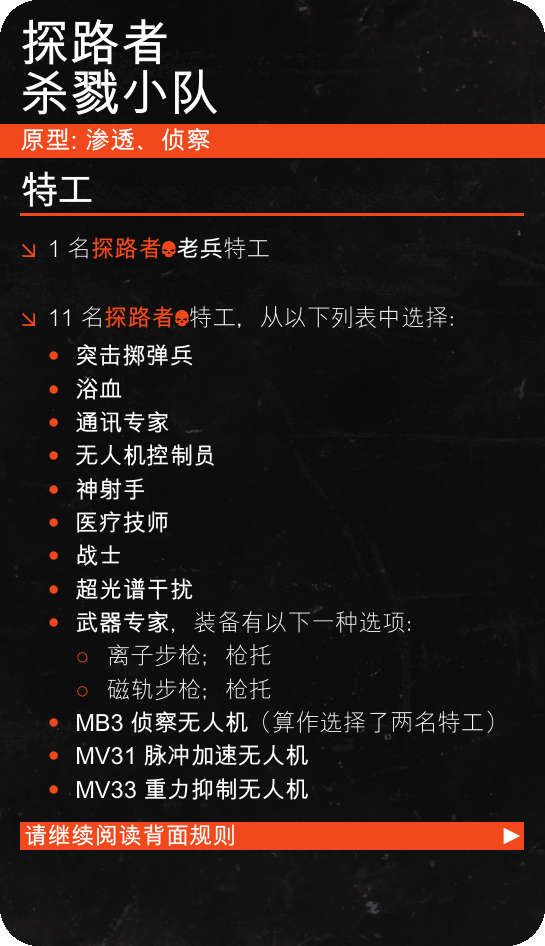 探路者
杀戮小队
原型: 渗透、侦察
特工
1 名探路者老兵特工
11 名探路者特工, 从以下列表中选择:
突击掷弹兵
浴血
通讯专家
无人机控制员
神射手
医疗技师
战士
超光谱干扰
武器专家, 装备有以下一种选项:
离子步枪; 枪托
磁轨步枪; 枪托
MB3 侦察无人机（算作选择了两名特工）
MV31 脉冲加速无人机
MV33 重力抑制无人机
请继续阅读背面规则